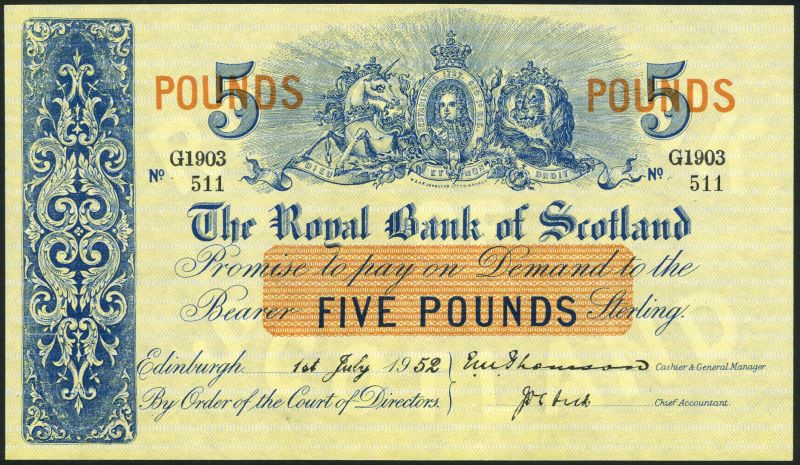 5 POUNDS
5 POUNDS
DIEU ET MON DROIT
No G1903 511
No G1903 511
The Royal Bank of Scotland
Promise to pay on Demand to the
Bearer FIVE POUNDS Sterling.
Edinburgh 1st July 1952
Cashier & General Manager.
By Order of the Court of Directors.
Chief Accountant.